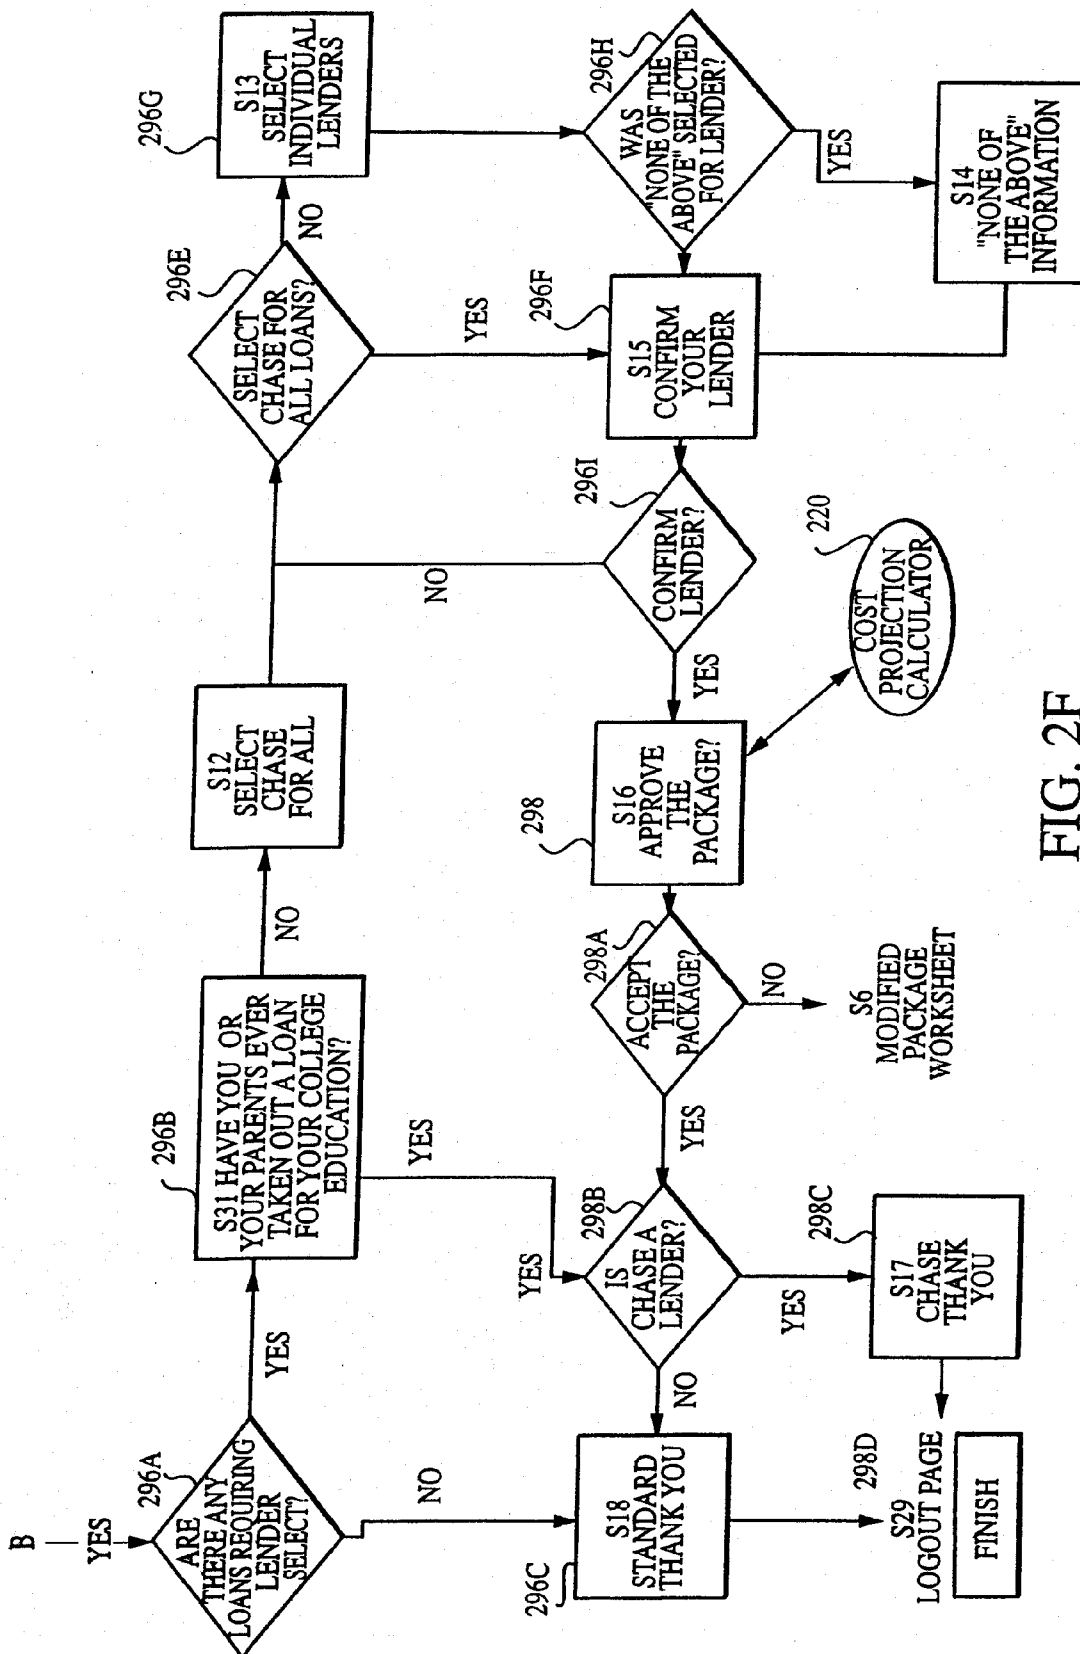 B
YES
296A
ARE
THERE ANY
LOANS REQUIRING
LENDER
SELECT?
YES
NO
296B
S31 HAVE YOU OR
YOUR PARENTS EVER
TAKEN OUT A LOAN
FOR YOUR COLLEGE
EDUCATION?
NO
YES
S12
SELECT
CHASE
FOR ALL
296E
SELECT
CHASE FOR
ALL LOANS?
NO
YES
296G
S13
SELECT
INDIVIDUAL
LENDERS
296H
WAS
"NONE OF THE
ABOVE" SELECTED
FOR LENDER?
YES
S14
"NONE OF
THE ABOVE"
INFORMATION
296F
S15
CONFIRM
YOUR
LENDER
296I
CONFIRM
LENDER?
NO
YES
298
S16
APPROVE
THE
PACKAGE?
220
COST
PROJECTION
CALCULATOR
298A
ACCEPT
THE
PACKAGE?
NO
S6
MODIFIED
PACKAGE
WORKSHEET
YES
298B
IS
CHASE A
LENDER?
YES
YES
NO
298C
S17
CHASE
THANK
YOU
296C
S18
STANDARD
THANK YOU
298D
S29
LOGOUT PAGE
FINISH
FIG. 2F